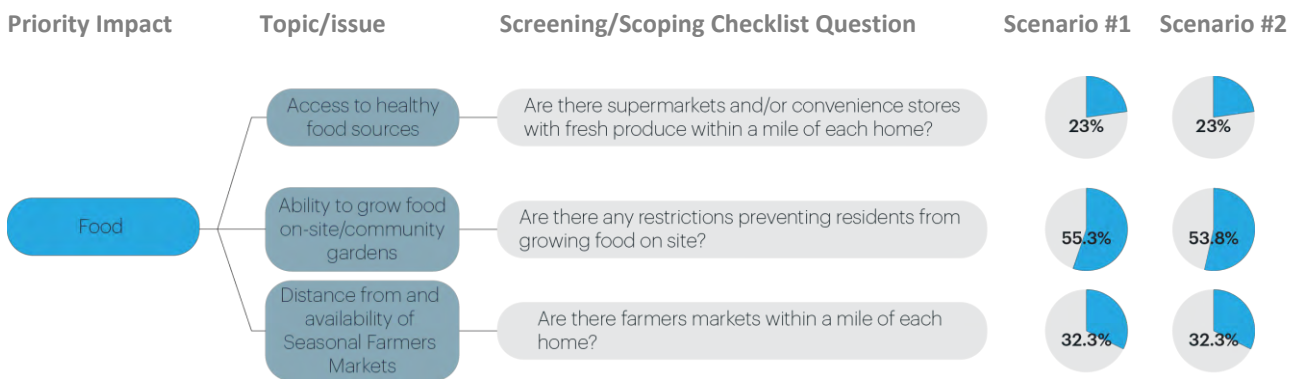 Priority Impact
Topic/issue
Screening/Scoping Checklist Question
Scenario #1
Scenario #2
Food
Access to healthy
food sources
Are there supermarkets and/or convenience stores
with fresh produce within a mile of each home?
23%
23%
Ability to grow food
on-site/community
gardens
Are there any restrictions preventing residents from
growing food on site?
55.3%
53.8%
Distance from and
availability of
Seasonal Farmers
Markets
Are there farmers markets within a mile of each
home?
32.3%
32.3%